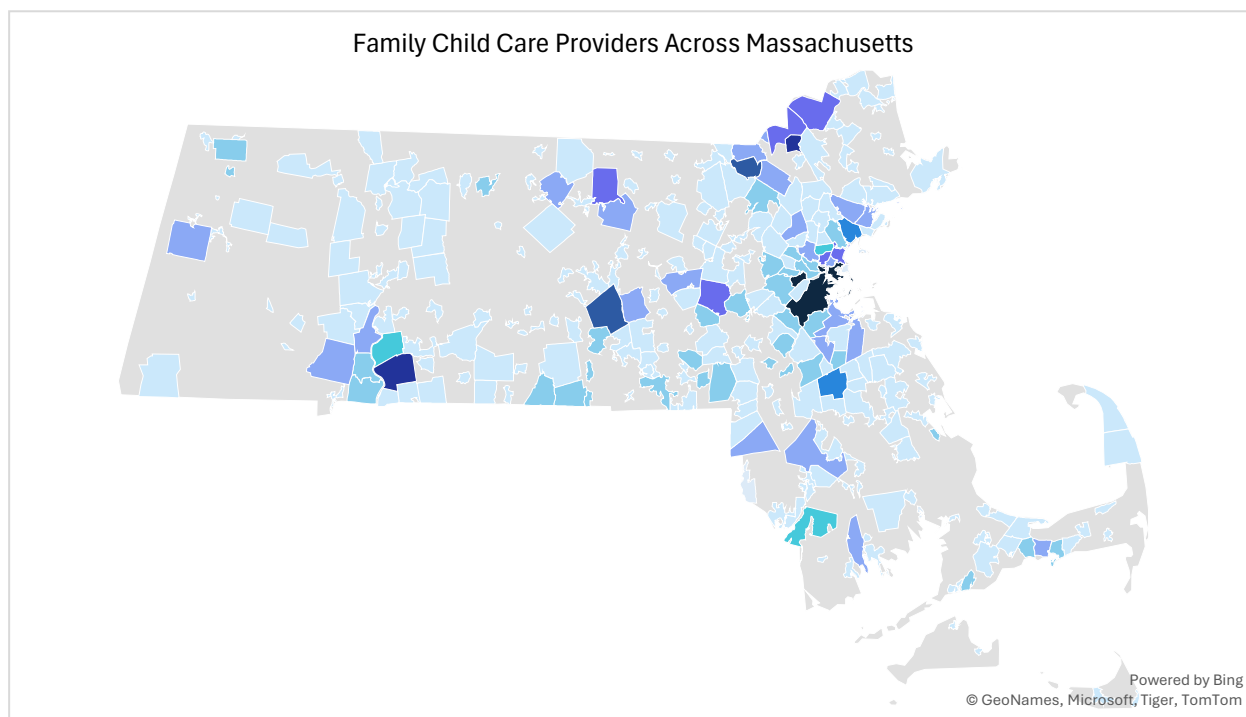 Family Child Care Providers Across Massachusetts
Powered by Bing
© GeoNames, Microsoft, Tiger, TomTom